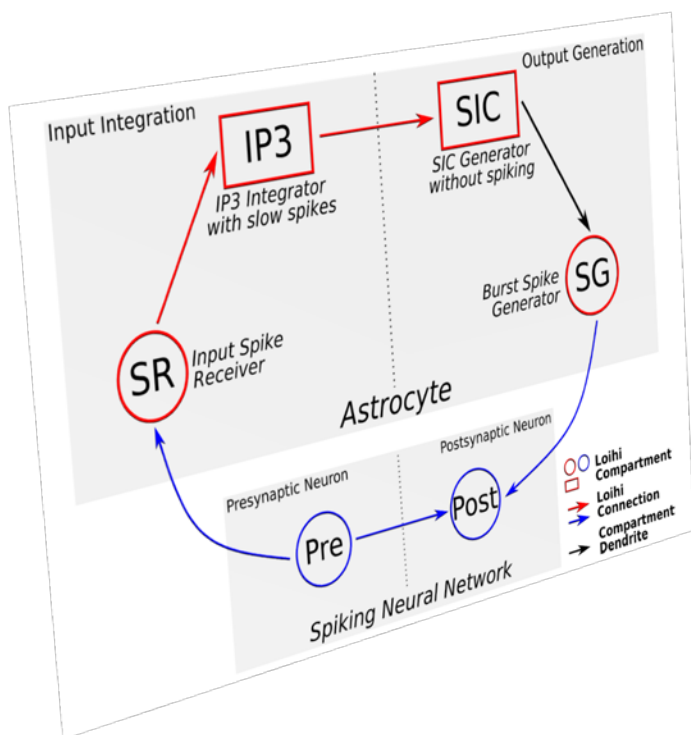 Output Generation
Input Integration
IP3
SIC
IP3 Integrator
with slow spikes
SIC Generator
without spiking
SG
Burst Spike
Generator
SR
Input Spike
Receiver
Astrocyte
Presynaptic Neuron
Postsynaptic Neuron
Pre
Post
Spiking Neural Network
Loihi
Compartment
Loihi
Connection
Compartment
Dendrite